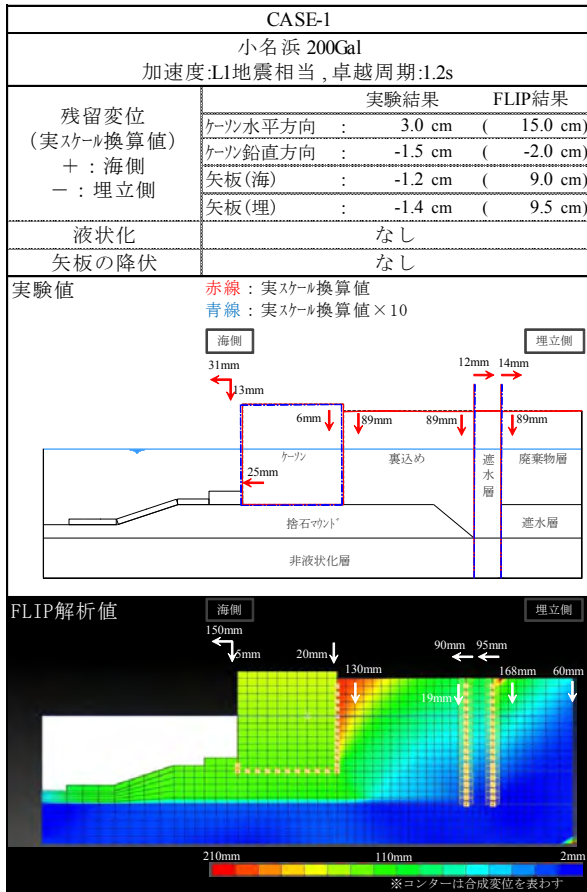 CASE-1
小名浜 200Gal
加速度:L1地震相当 , 卓越周期:1.2s
残留変位
(実ｽｹｰﾙ換算値)
＋：海側
－：埋立側
実験結果 FLIP結果
ｹｰｿﾝ水平方向 : 3.0 cm ( 15.0 cm)
ｹｰｿﾝ鉛直方向 : -1.5 cm ( -2.0 cm)
矢板(海) : -1.2 cm ( 9.0 cm)
矢板(埋) : -1.4 cm ( 9.5 cm)
液状化 なし
矢板の降伏 なし
実験値
赤線：実ｽｹｰﾙ換算値
青線：実ｽｹｰﾙ換算値×10
海側 埋立側
31mm 12mm 14mm
13mm
6mm 89mm 89mm 89mm
ｹｰｿﾝ 裏込め 遮水層 廃棄物層
25mm
捨石ﾏｳﾝﾄﾞ 遮水層
非液状化層
FLIP解析値
海側 埋立側
150mm 90mm 95mm
5mm 20mm
130mm 168mm 60mm
19mm
210mm 110mm 2mm
※コンターは合成変位を表わす